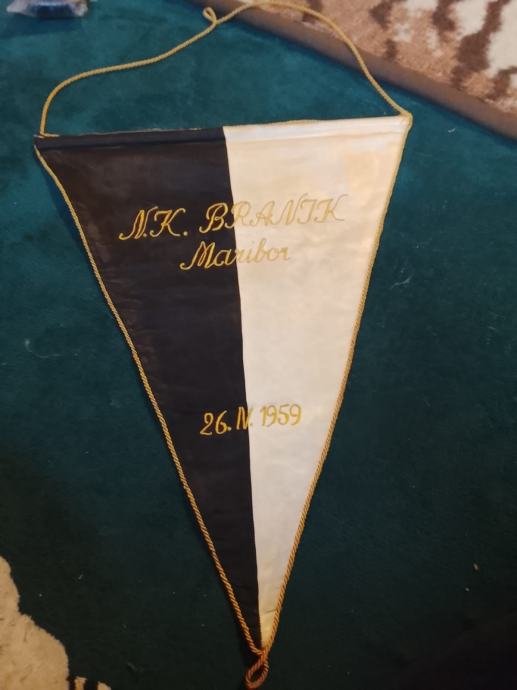 N.K. BRANIK
Maribor
26. IV. 1959